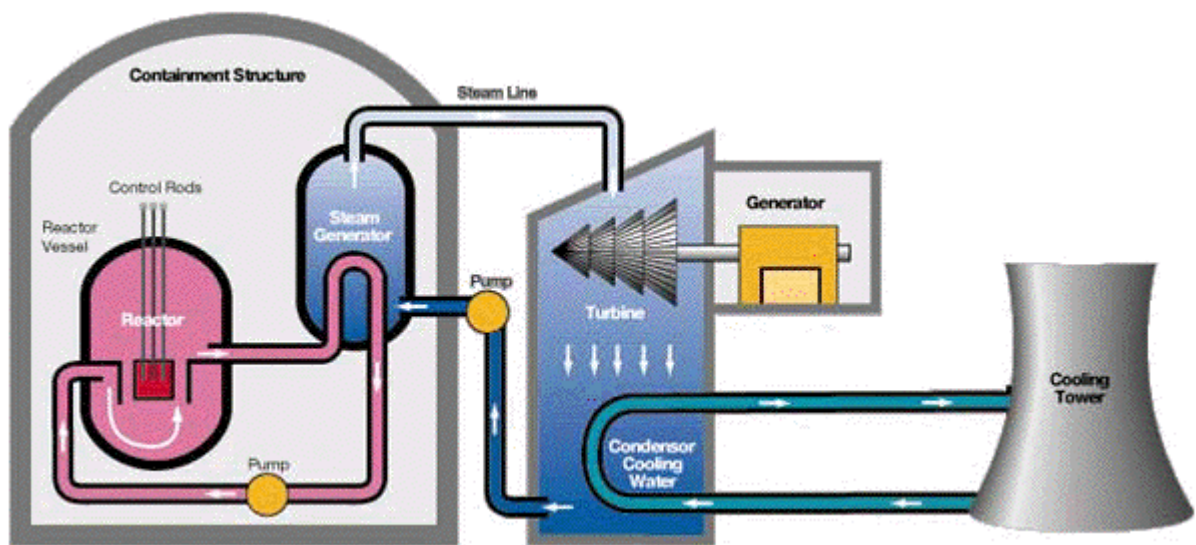 Containment Structure
Steam Line
Control Rods
Reactor
Vessel
Steam
Generator
Generator
Pump
Reactor
Turbine
Cooling
Tower
Condensor
Cooling
Water
Pump